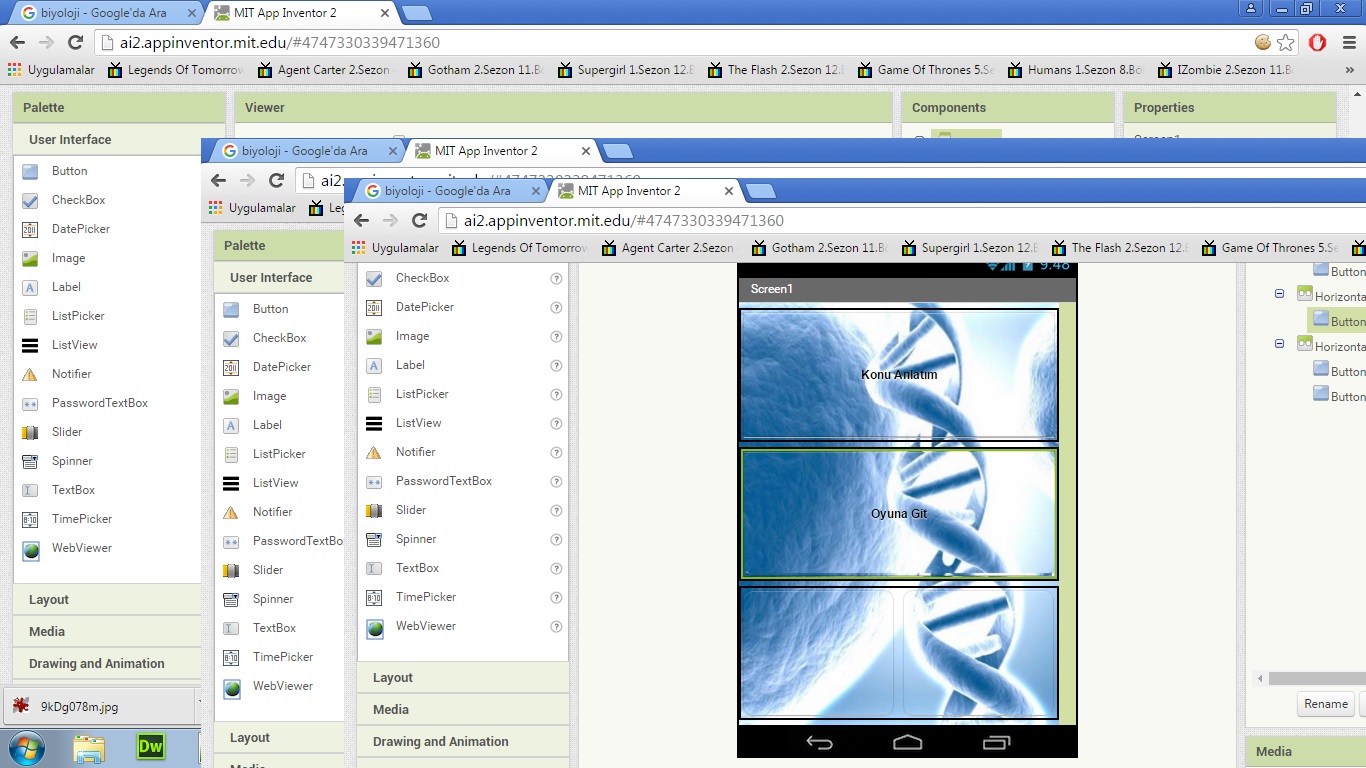 biyoloji - Google'da Ara MIT App Inventor 2
ai2.appinventor.mit.edu/#4747330339471360
Uygulamalar Legends Of Tomorrow Agent Carter 2.Sezon Gotham 2.Sezon 11.Bö Supergirl 1.Sezon 12.B The Flash 2.Sezon 12. Game Of Thrones 5.Se Humans 1.Sezon 8.Böl IZombie 2.Sezon 11.B »
Palette Viewer Components Properties
User Interface
Screen1
Button
CheckBox
DatePicker
Image
Label
ListPicker
ListView
Notifier
PasswordTextBox
Slider
Spinner
TextBox
TimePicker
WebViewer
Layout
Media
Drawing and Animation
9kDg078m.jpg
Dw
biyoloji - Google'da Ara MIT App Inventor 2
ai2. /#4747330339471360
Uygulamalar Leg
Palette
User Interface
Button
CheckBox
DatePicker
Image
Label
ListPicker
ListView
Notifier
PasswordTextBo
Slider
Spinner
TextBox
TimePicker
WebViewer
Layout
Media
biyoloji - Google'da Ara MIT App Inventor 2
ai2.appinventor.mit.edu/#4747330339471360
Uygulamalar Legends Of Tomorrow Agent Carter 2.Sezon Gotham 2.Sezon 11.Bö Supergirl 1.Sezon 12.B The Flash 2.Sezon 12. Game Of Thrones 5.Se
CheckBox ?
DatePicker ?
Image ?
Label ?
ListPicker ?
ListView ?
Notifier ?
PasswordTextBox ?
Slider ?
Spinner ?
TextBox ?
TimePicker ?
WebViewer ?
Layout
Media
Drawing and Animation
9:48
Screen1
Konu Anlatım
Oyuna Git
Button
Horizonta
Button
Horizonta
Button
Button
Rename
Media